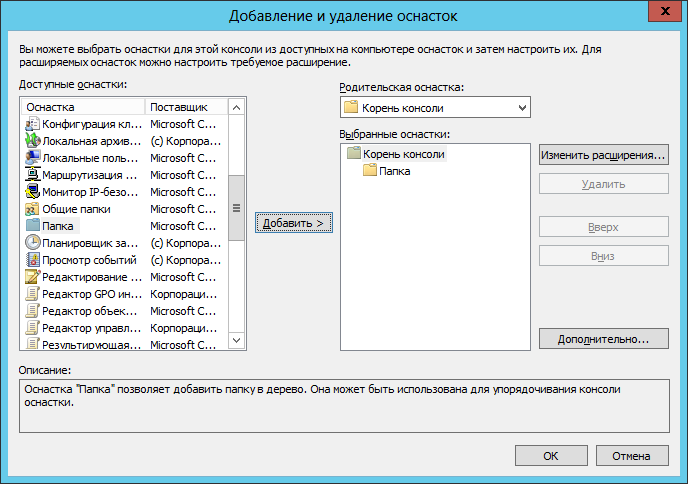 Добавление и удаление оснасток
x
Вы можете выбрать оснастки для этой консоли из доступных на компьютере оснасток и затем настроить их. Для
расширяемых оснасток можно настроить требуемое расширение.
Доступные оснастки:
Оснастка Поставщик
Конфигурация кл... Microsoft C...
Локальная архив... (c) Корпора...
Локальные поль... Microsoft C...
Маршрутизация ... Microsoft C...
Монитор IP-безо... Microsoft C...
Общие папки Microsoft C...
Папка Microsoft C...
Планировщик за... (c) Корпора...
Просмотр событий (c) Корпора...
Редактирование ... Microsoft C...
Редактор GPO ин... Корпораци...
Редактор объек... Microsoft C...
Редактор управл... Корпораци...
Результирующая... Microsoft C...
Добавить >
Родительская оснастка:
Корень консоли
Выбранные оснастки:
Корень консоли
Папка
Изменить расширения...
Удалить
Вверх
Вниз
Дополнительно...
Описание:
Оснастка "Папка" позволяет добавить папку в дерево. Она может быть использована для упорядочивания консоли
оснастки.
OK
Отмена